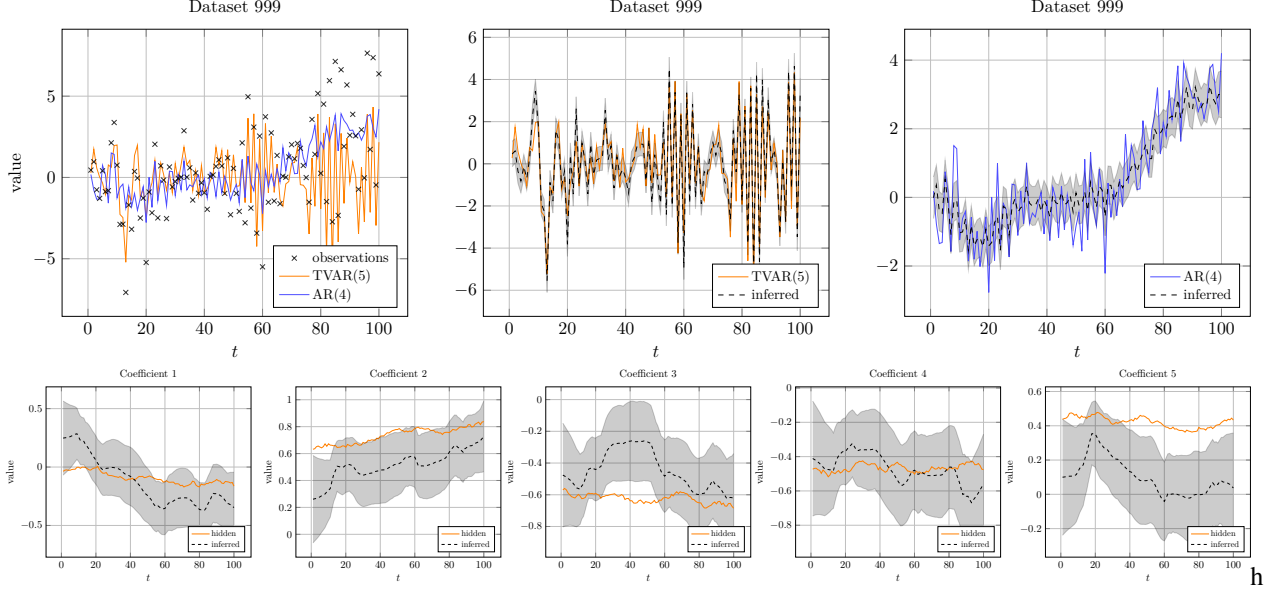 Dataset 999
Dataset 999
Dataset 999
5
0
−5
value
0 20 40 60 80 100
t
observations
TVAR(5)
AR(4)
6
4
2
0
−2
−4
−6
0 20 40 60 80 100
t
TVAR(5)
inferred
4
2
0
−2
0 20 40 60 80 100
t
AR(4)
inferred
Coefficient 1
0.5
0
−0.5
value
0 20 40 60 80 100
t
hidden
inferred
Coefficient 2
1
0.8
0.6
0.4
0.2
0
value
0 20 40 60 80 100
t
hidden
inferred
Coefficient 3
0
−0.2
−0.4
−0.6
−0.8
value
0 20 40 60 80 100
t
hidden
inferred
Coefficient 4
0
−0.2
−0.4
−0.6
−0.8
value
0 20 40 60 80 100
t
hidden
inferred
Coefficient 5
0.6
0.4
0.2
0
−0.2
value
0 20 40 60 80 100
t
hidden
inferred
h